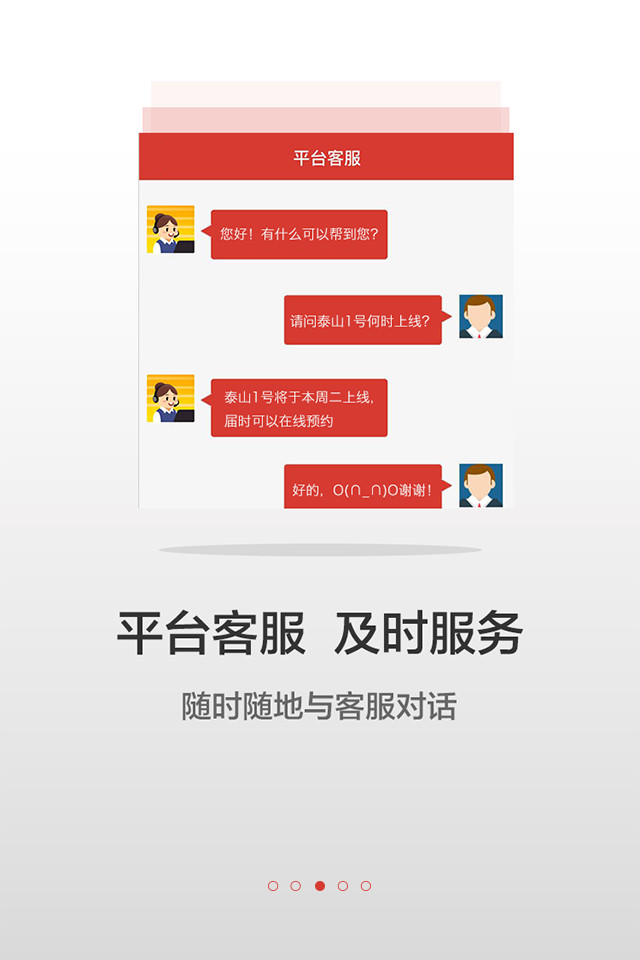 平台客服
您好！有什么可以帮到您？
请问泰山1号何时上线？
泰山1号将于本周二上线，
届时可以在线预约
好的，O(∩_∩)O谢谢！
平台客服 及时服务
随时随地与客服对话